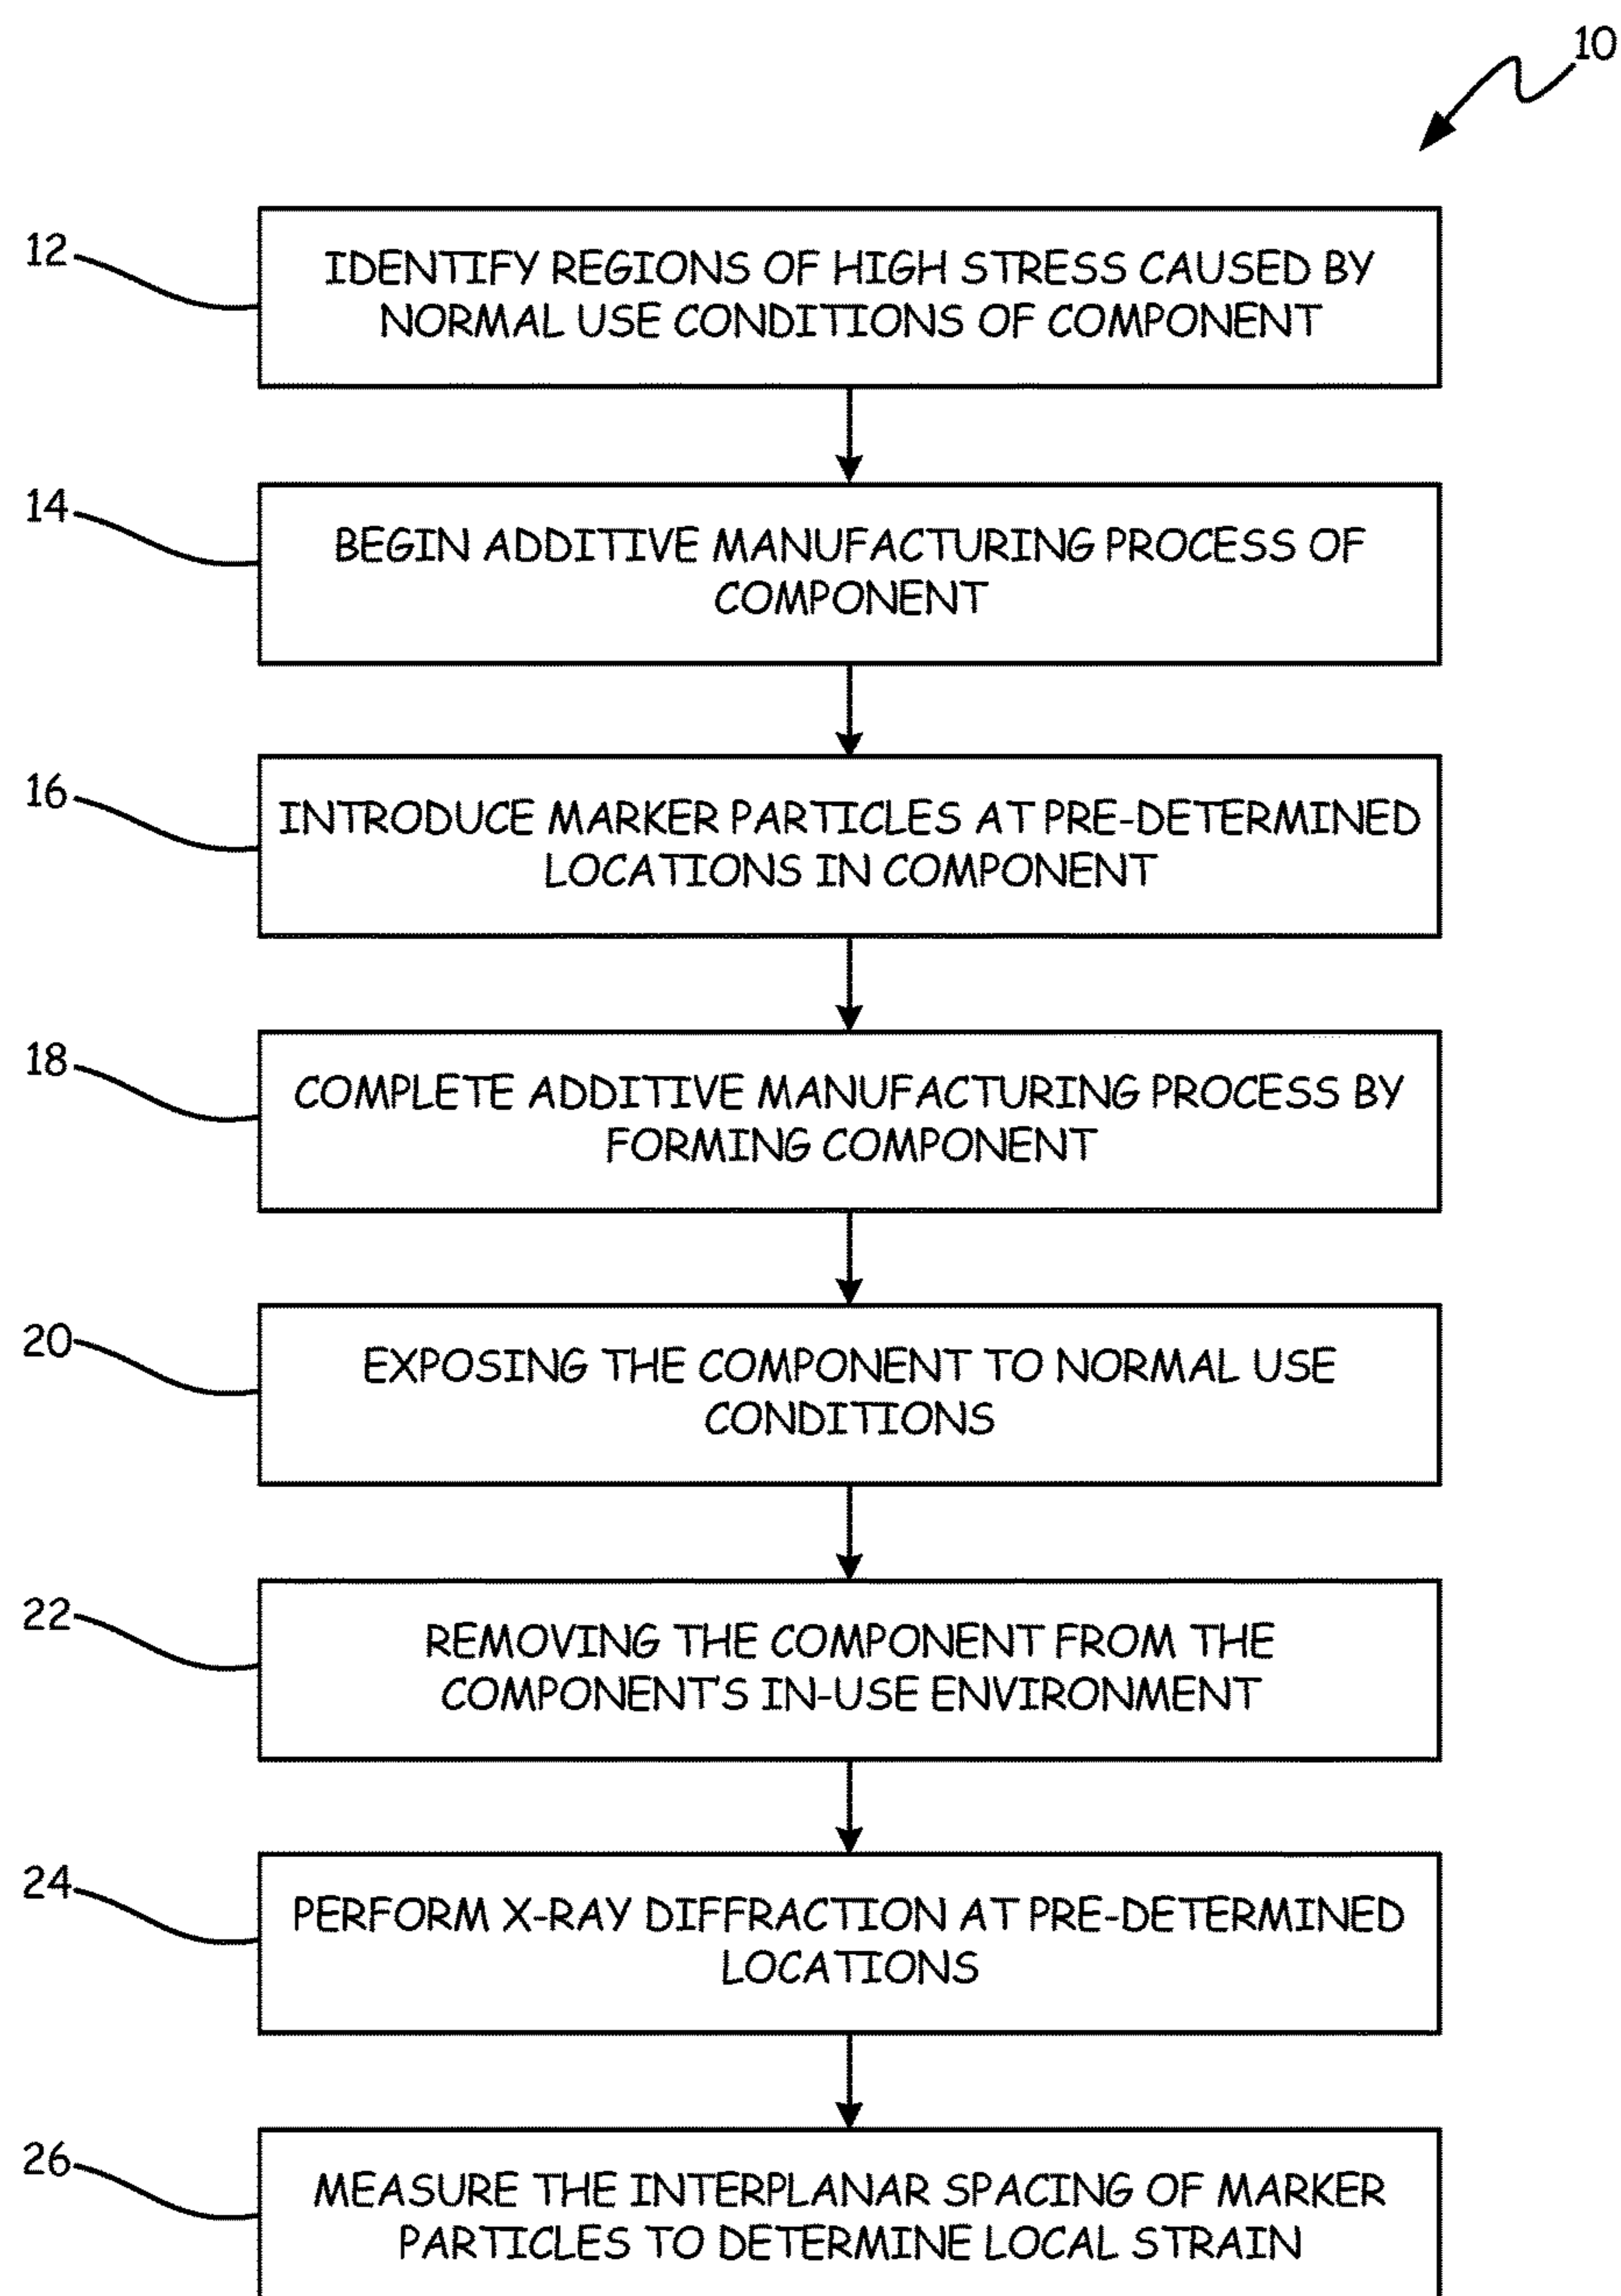 10
12
IDENTIFY REGIONS OF HIGH STRESS CAUSED BY
NORMAL USE CONDITIONS OF COMPONENT
14
BEGIN ADDITIVE MANUFACTURING PROCESS OF
COMPONENT
16
INTRODUCE MARKER PARTICLES AT PRE-DETERMINED
LOCATIONS IN COMPONENT
18
COMPLETE ADDITIVE MANUFACTURING PROCESS BY
FORMING COMPONENT
20
EXPOSING THE COMPONENT TO NORMAL USE
CONDITIONS
22
REMOVING THE COMPONENT FROM THE
COMPONENT'S IN-USE ENVIRONMENT
24
PERFORM X-RAY DIFFRACTION AT PRE-DETERMINED
LOCATIONS
26
MEASURE THE INTERPLANAR SPACING OF MARKER
PARTICLES TO DETERMINE LOCAL STRAIN